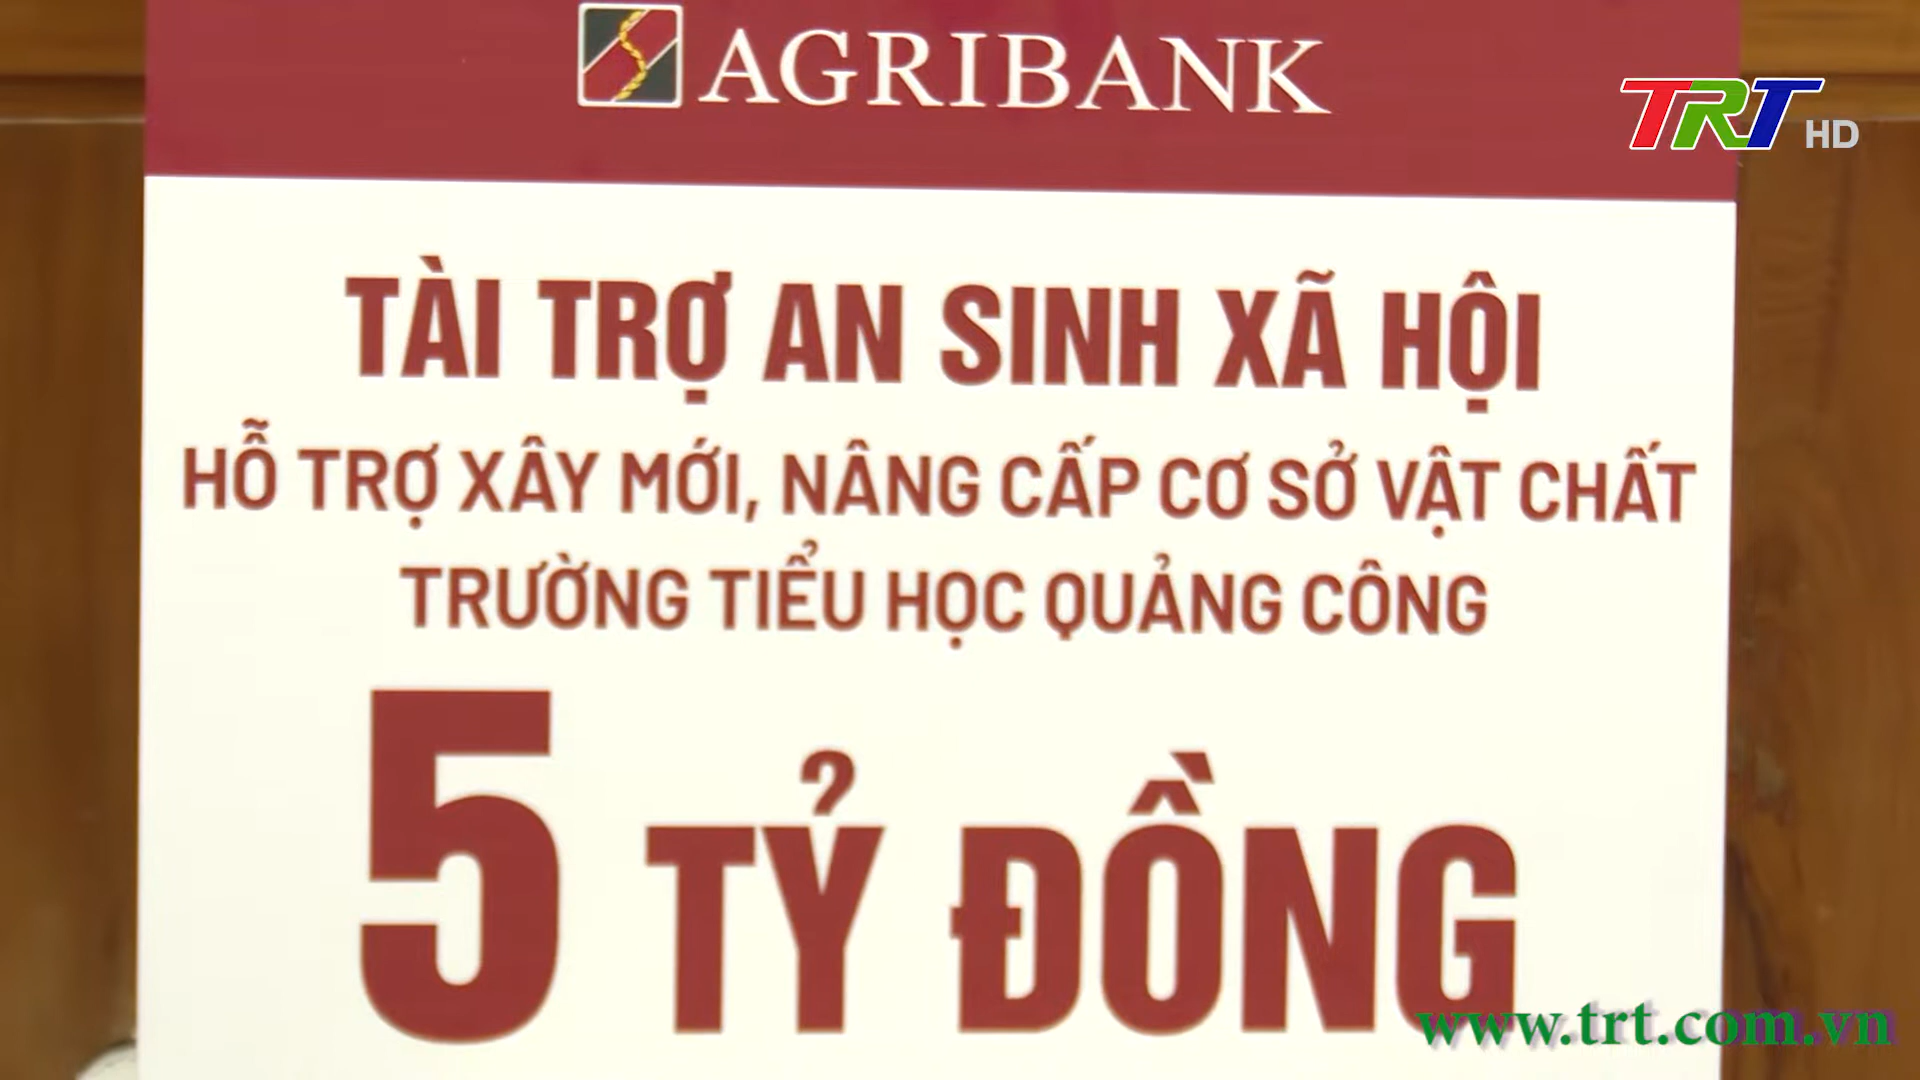 AGRIBANK
TRT HD
TÀI TRỢ AN SINH XÃ HỘI
HỖ TRỢ XÂY MỚI, NÂNG CẤP CƠ SỞ VẬT CHẤT
TRƯỜNG TIỂU HỌC QUẢNG CÔNG
5 TỶ ĐỒNG
www.trt.com.vn